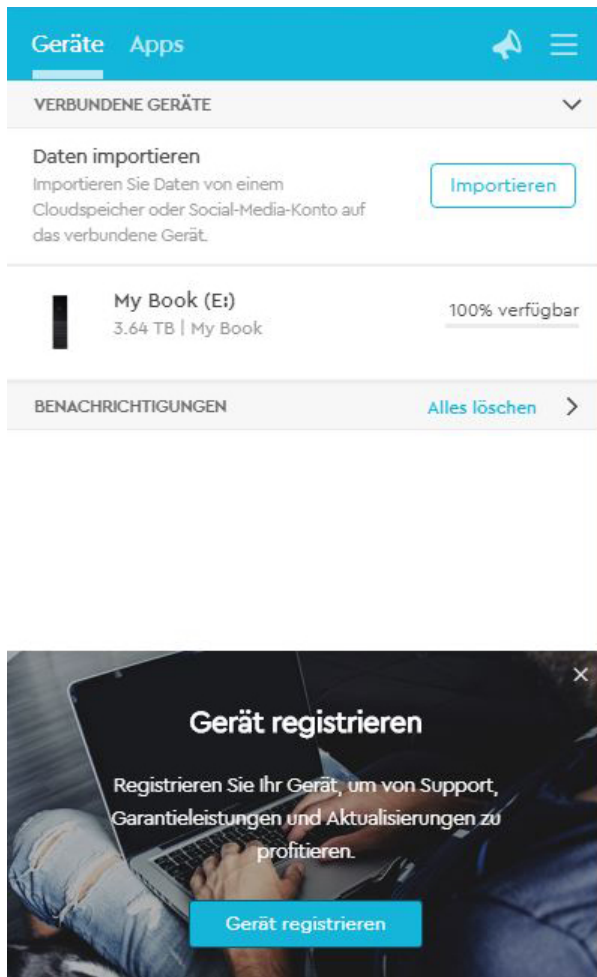 Geräte Apps
VERBUNDENE GERÄTE
Daten importieren
Importieren Sie Daten von einem
Cloudspeicher oder Social-Media-Konto auf
das verbundene Gerät.
Importieren
My Book (E:)
3.64 TB | My Book
100% verfügbar
BENACHRICHTIGUNGEN
Alles löschen
Gerät registrieren
Registrieren Sie Ihr Gerät, um von Support,
Garantieleistungen und Aktualisierungen zu
profitieren.
Gerät registrieren